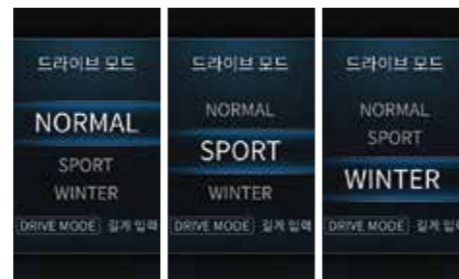 드라이브 모드
NORMAL
SPORT
WINTER
DRIVE MODE 길게 입력
드라이브 모드
NORMAL
SPORT
WINTER
DRIVE MODE 길게 입력
드라이브 모드
NORMAL
SPORT
WINTER
DRIVE MODE 길게 입력